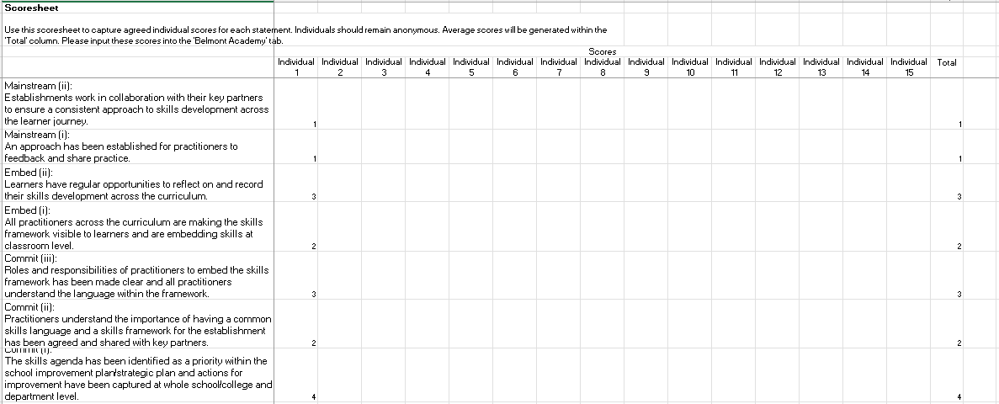 Scoresheet
Use this scoresheet to capture agreed individual scores for each statement. Individuals should remain anonymous. Average scores will be generated within the
'Total' column. Please input these scores into the 'Belmont Academy' tab.
Scores
Individual 1 Individual 2 Individual 3 Individual 4 Individual 5 Individual 6 Individual 7 Individual 8 Individual 9 Individual 10 Individual 11 Individual 12 Individual 13 Individual 14 Individual 15 Total
Mainstream (ii):
Establishments work in collaboration with their key partners
to ensure a consistent approach to skills development across
the learner journey. 1 1
Mainstream (i):
An approach has been established for practitioners to
feedback and share practice. 1 1
Embed (ii):
Learners have regular opportunities to reflect on and record
their skills development across the curriculum. 3 3
Embed (i):
All practitioners across the curriculum are making the skills
framework visible to learners and are embedding skills at
classroom level. 2 2
Commit (iii):
Roles and responsibilities of practitioners to embed the skills
framework has been made clear and all practitioners
understand the language within the framework. 3 3
Commit (ii):
Practitioners understand the importance of having a common
skills language and a skills framework for the establishment
has been agreed and shared with key partners. 2 2
Commit (i):
The skills agenda has been identified as a priority within the
school improvement plan/strategic plan and actions for
improvement have been captured at whole school/college and
department level. 4 4